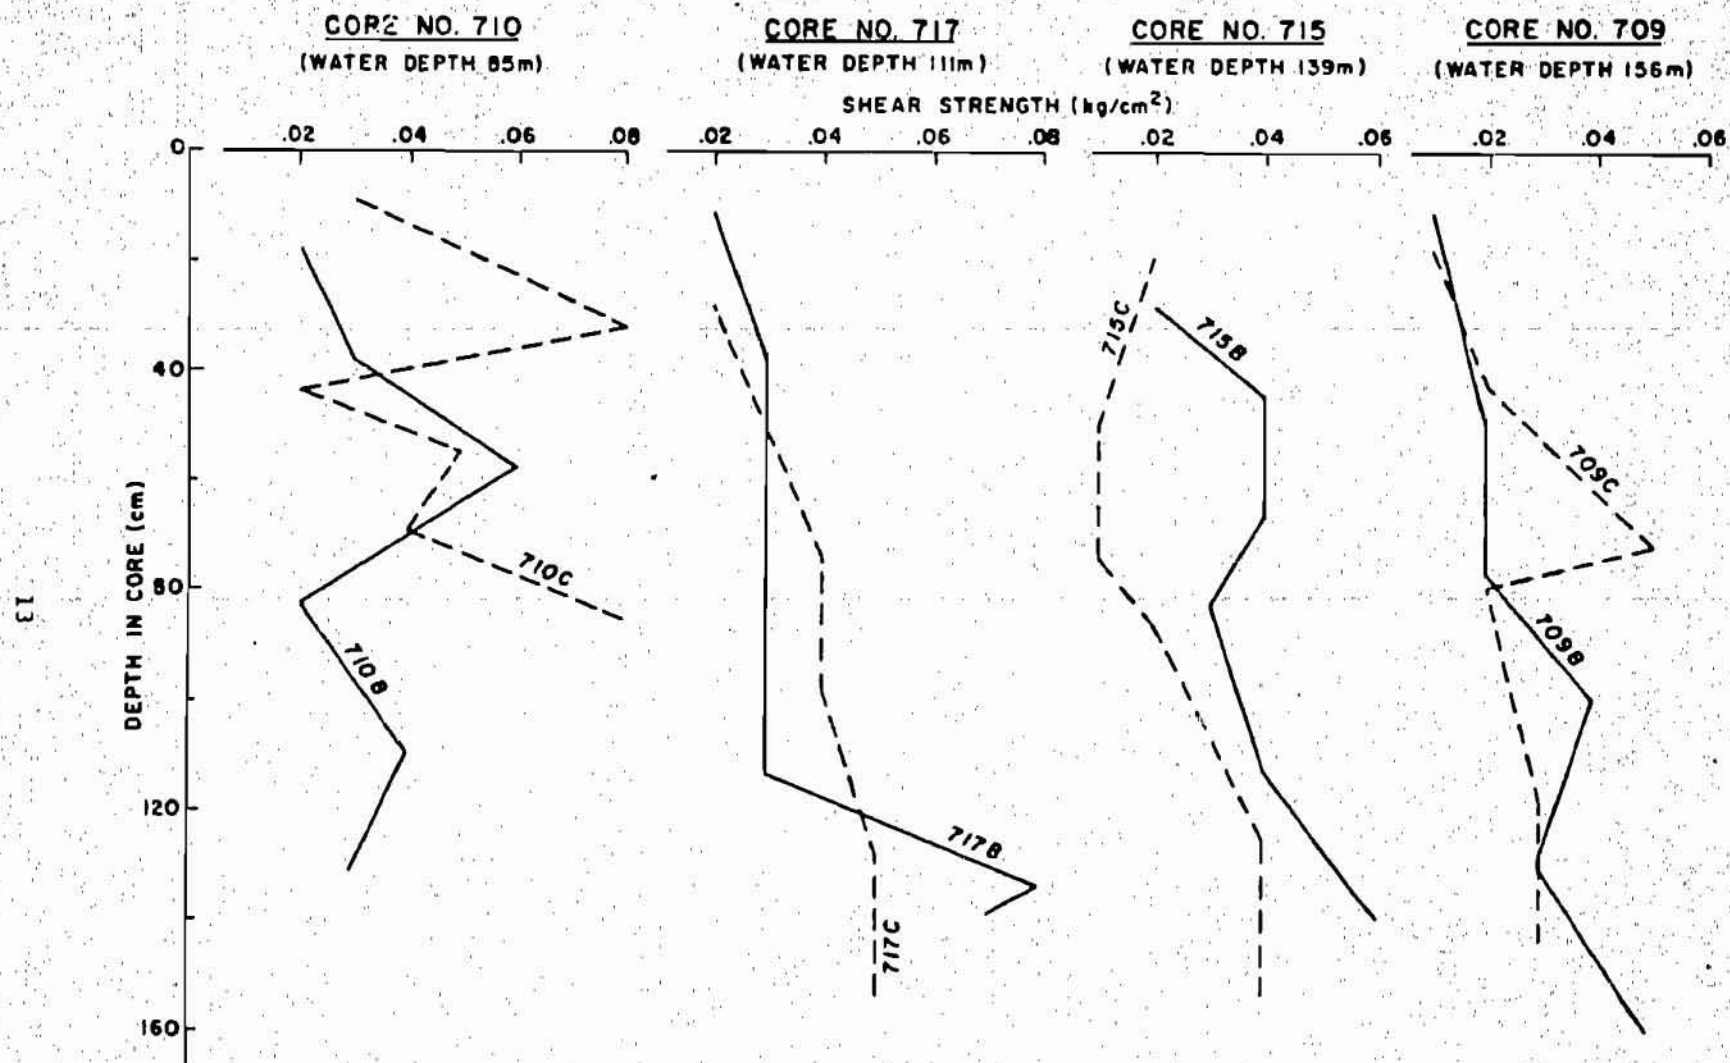 CORE NO. 710
(WATER DEPTH 85m)
CORE NO. 717
(WATER DEPTH 111m)
CORE NO. 715
(WATER DEPTH 139m)
CORE NO. 709
(WATER DEPTH 156m)
SHEAR STRENGTH (kg/cm²)
.02 .04 .06 .08
.02 .04 .06 .08
.02 .04 .06
.02 .04 .06
0
40
80
120
160
DEPTH IN CORE (cm)
710C
710B
717B
717C
715C
715B
709C
709B
13